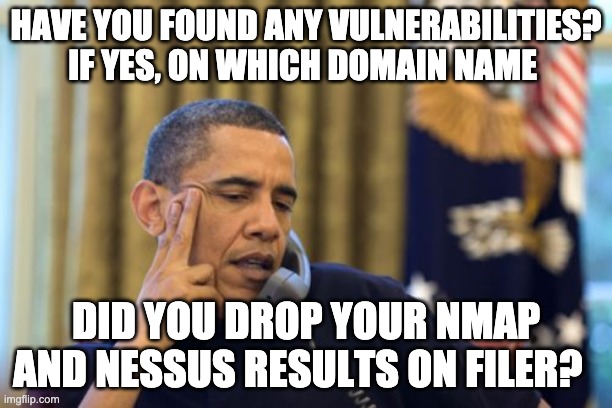 HAVE YOU FOUND ANY VULNERABILITIES?
IF YES, ON WHICH DOMAIN NAME
DID YOU DROP YOUR NMAP
AND NESSUS RESULTS ON FILER?
imgflip.com